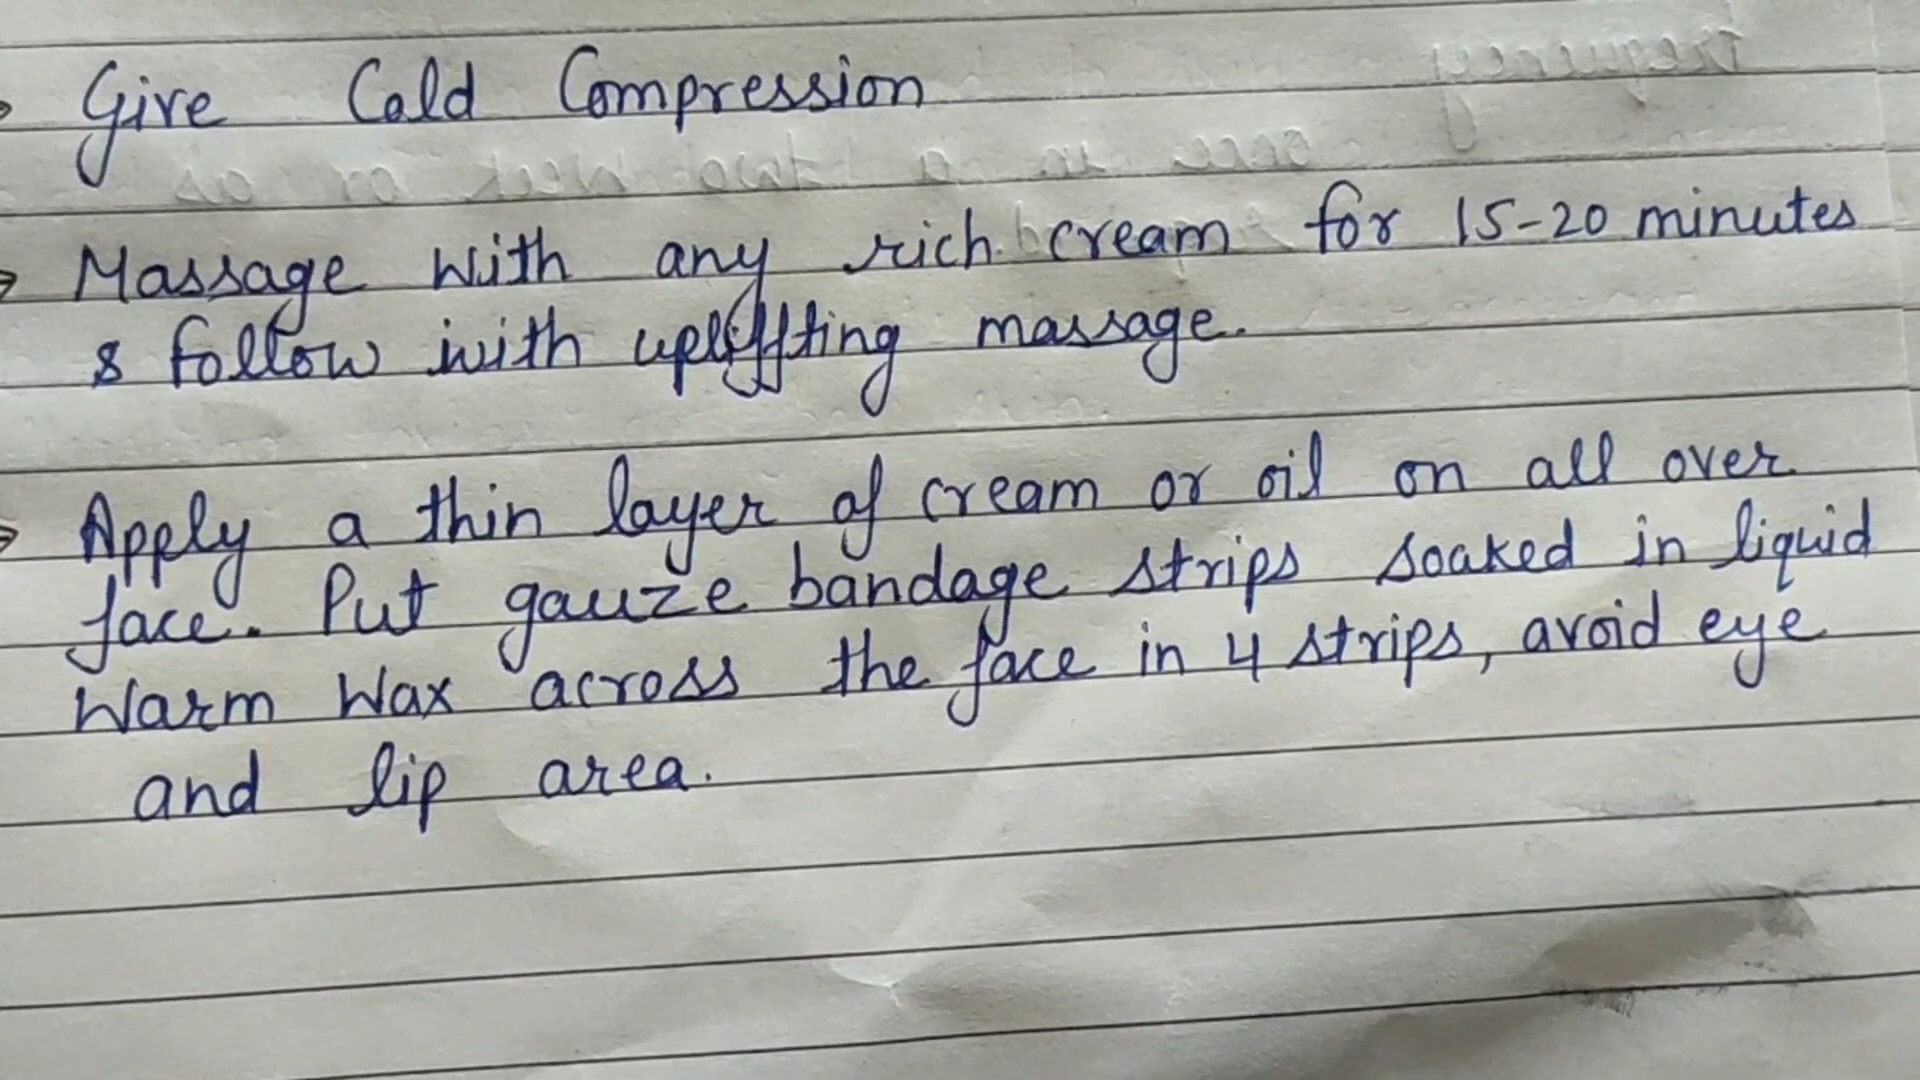 → Give Cold Compression
→ Massage with any rich cream for 15-20 minutes
& follow with upliffting massage.
→ Apply a thin layer of cream or oil on all over
face. Put gauze bandage strips soaked in liquid
Warm Wax across the face in 4 strips, avoid eye
and lip area.